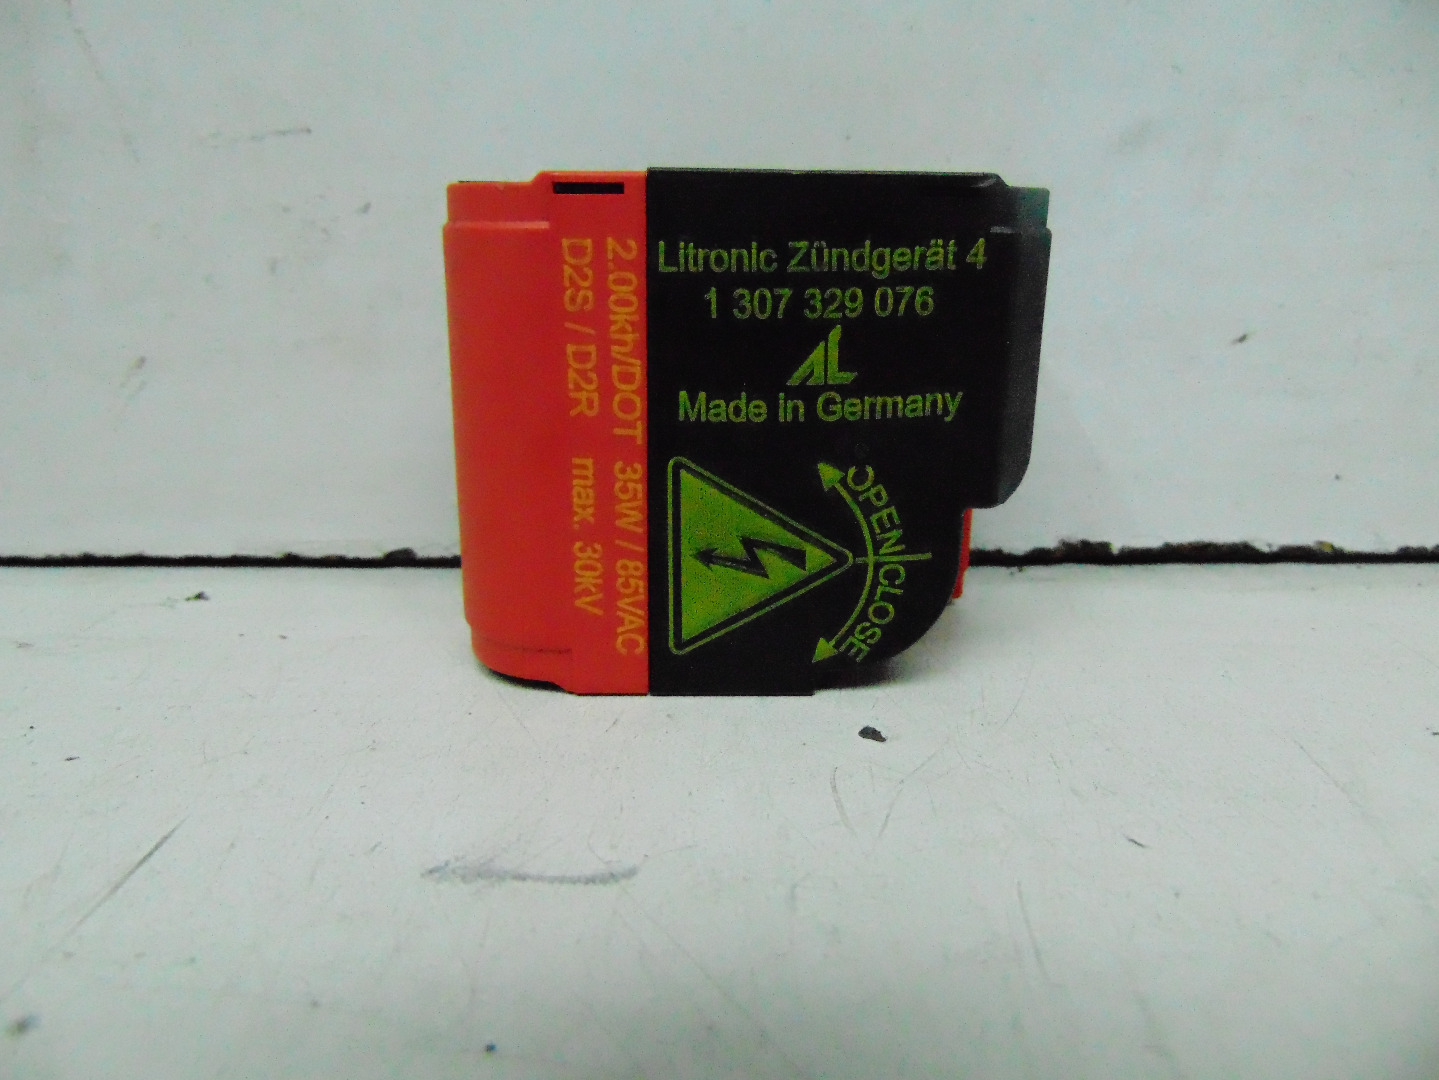 2.00kh/DOT 35W / 85VAC
D2S / D2R max. 30kV
Litronic Zündgerät 4
1 307 329 076
AL
Made in Germany
OPEN/CLOSE